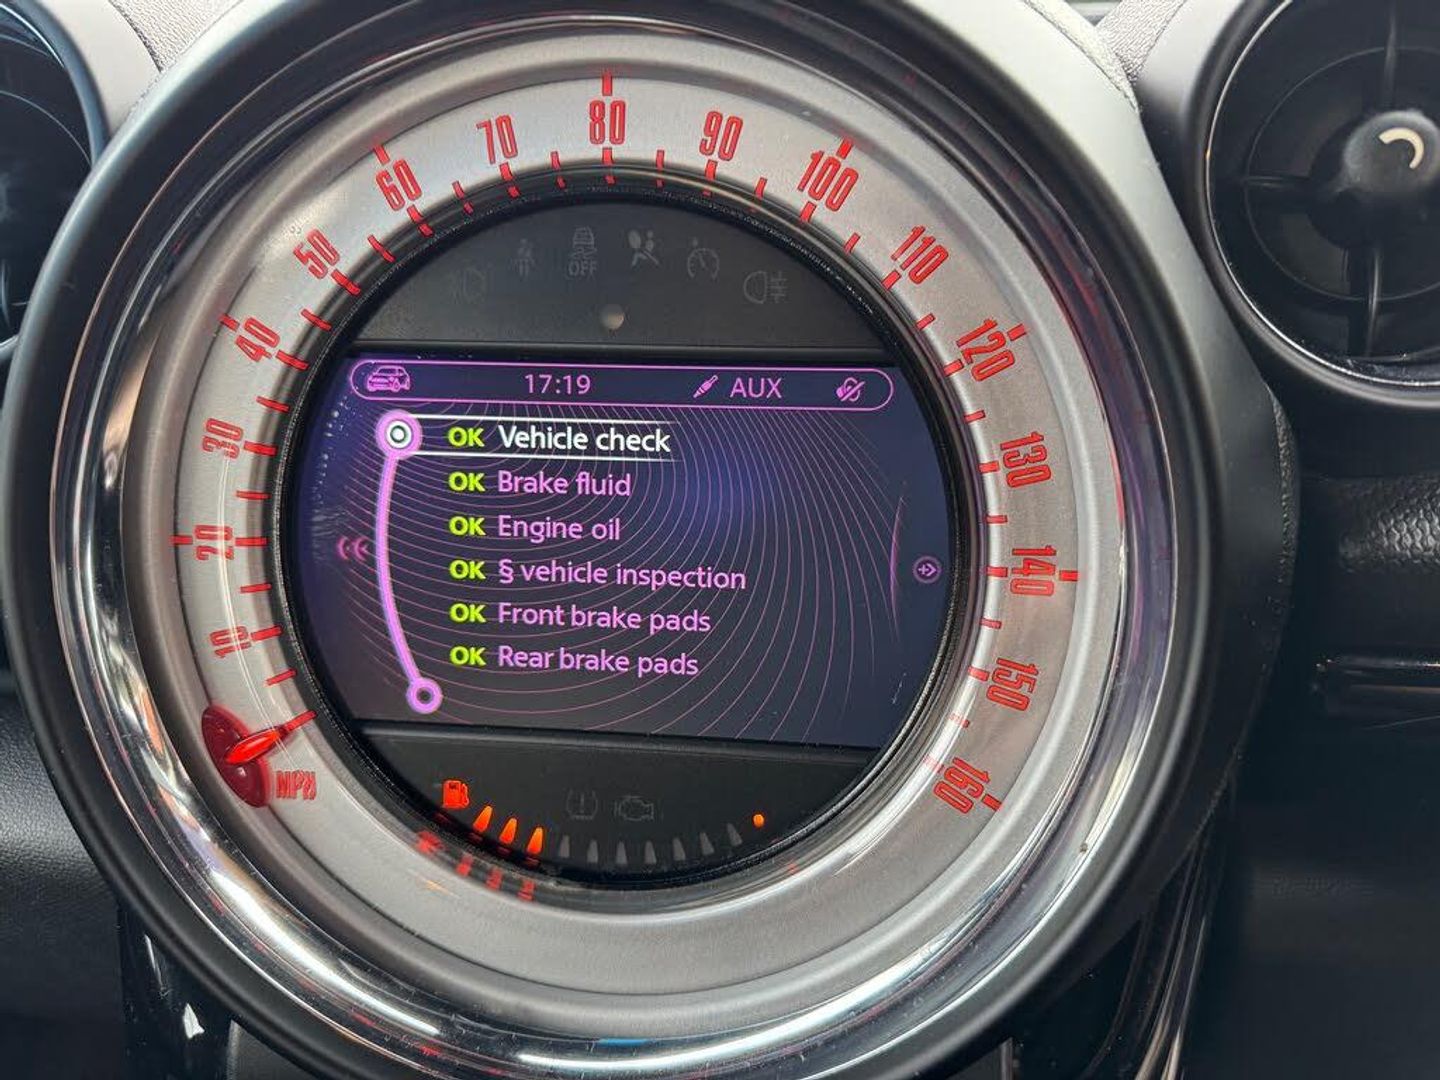 10
20
30
40
50
60
70
80
90
100
110
120
130
140
150
160
MPH
OFF
17:19 AUX
OK Vehicle check
OK Brake fluid
OK Engine oil
OK § vehicle inspection
OK Front brake pads
OK Rear brake pads